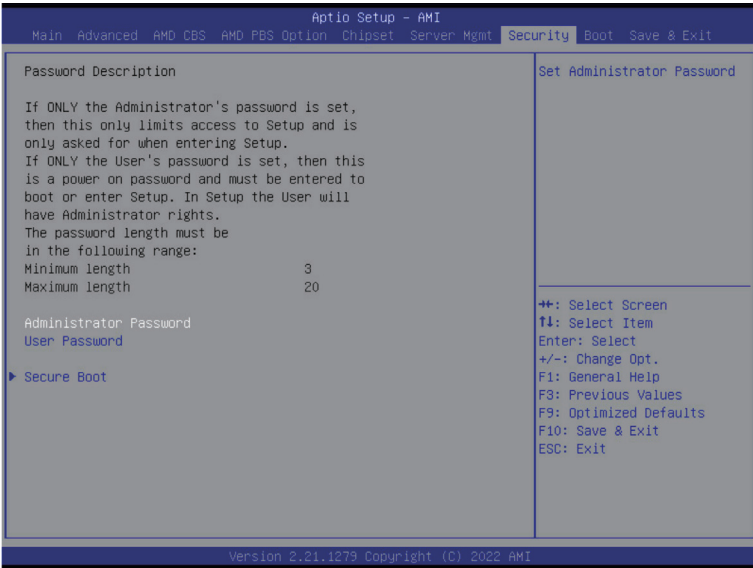 Aptio Setup - AMI
Main Advanced AMD CBS AMD PBS Option Chipset Server Mgmt Security Boot Save & Exit
Password Description
If ONLY the Administrator's password is set,
then this only limits access to Setup and is
only asked for when entering Setup.
If ONLY the User's password is set, then this
is a power on password and must be entered to
boot or enter Setup. In Setup the User will
have Administrator rights.
The password length must be
in the following range:
Minimum length 3
Maximum length 20
Administrator Password
User Password
Secure Boot
Set Administrator Password
→←: Select Screen
↑↓: Select Item
Enter: Select
+/-: Change Opt.
F1: General Help
F3: Previous Values
F9: Optimized Defaults
F10: Save & Exit
ESC: Exit
Version 2.21.1279 Copyright (C) 2022 AMI